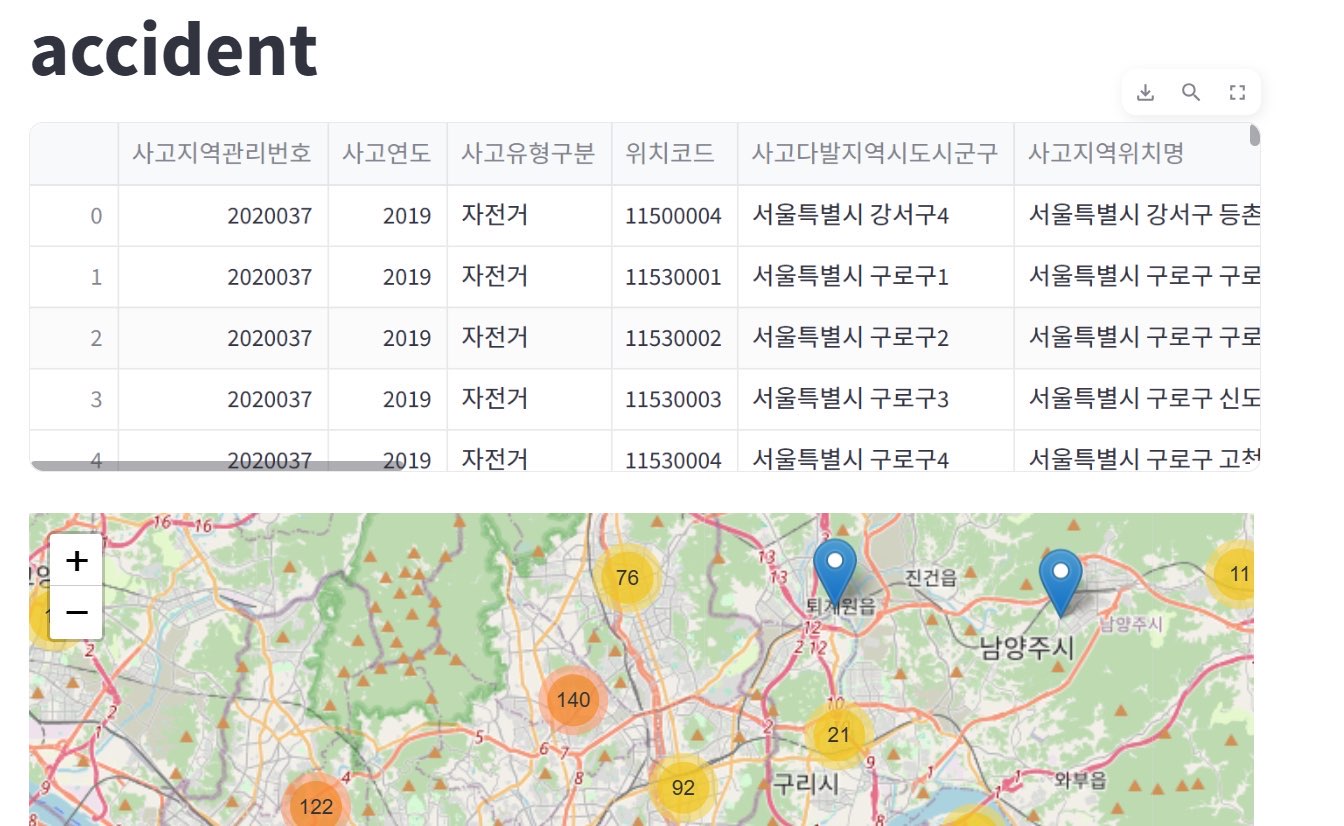 accident
사고지역관리번호 사고연도 사고유형구분 위치코드 사고다발지역시도시군구 사고지역위치명
0 2020037 2019 자전거 11500004 서울특별시 강서구4 서울특별시 강서구 등촌
1 2020037 2019 자전거 11530001 서울특별시 구로구1 서울특별시 구로구 구로
2 2020037 2019 자전거 11530002 서울특별시 구로구2 서울특별시 구로구 구로
3 2020037 2019 자전거 11530003 서울특별시 구로구3 서울특별시 구로구 신도
4 2020037 2019 자전거 11530004 서울특별시 구로구4 서울특별시 구로구 고척
16 16
+
−
76
13
13
진건읍
11
퇴계원읍
12
2 12
남양주시
남양주시
2
140
10
2
2
1
21
5
6 7
8
92
9
1
구리시
4
122
9
1
1
와부읍
8
8